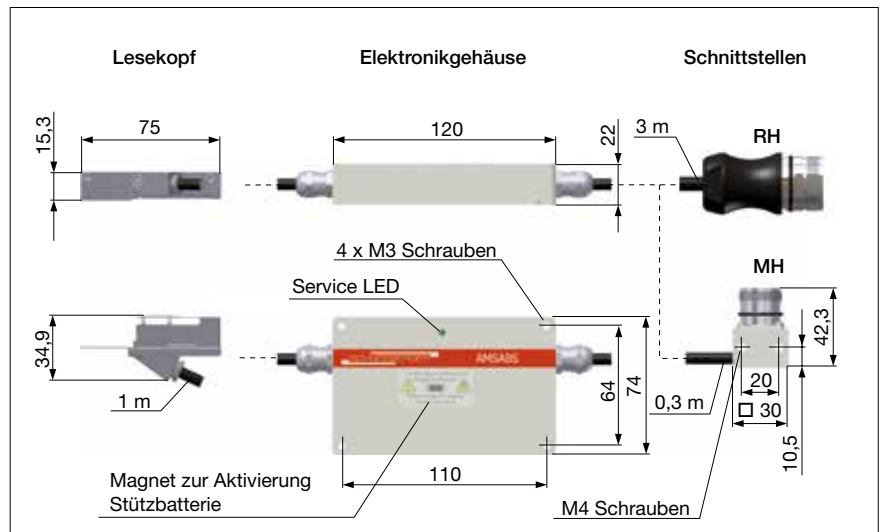 Lesekopf
Elektronikgehäuse
Schnittstellen
75
15,3
120
22
3 m
RH
4 x M3 Schrauben
Service LED
MH
34,9
1 m
AMSABS
64
74
0,3 m
20
□ 30
42,3
10,5
110
Magnet zur Aktivierung
Stützbatterie
M4 Schrauben